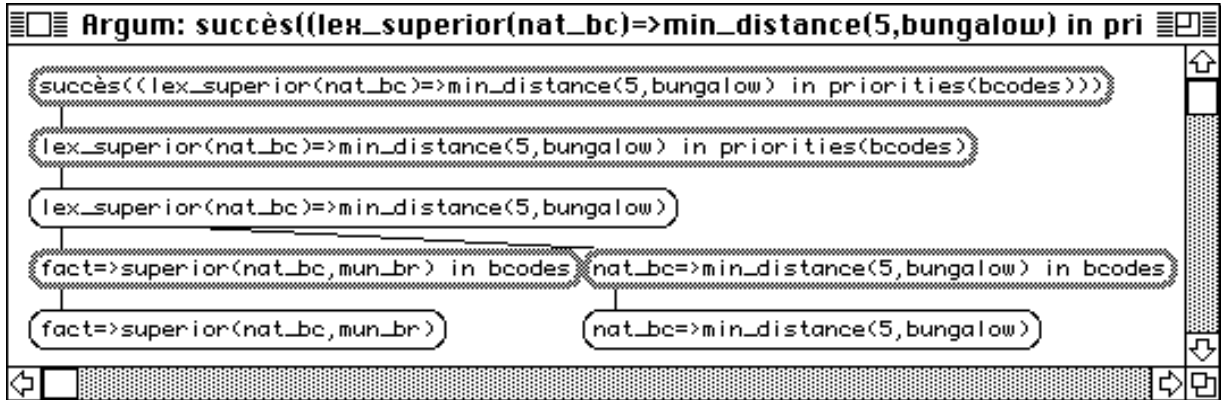 Argum: succès((lex_superior(nat_bc)=>min_distance(5,bungalow) in pri
succès((lex_superior(nat_bc)=>min_distance(5,bungalow) in priorities(bcodes)))
lex_superior(nat_bc)=>min_distance(5,bungalow) in priorities(bcodes)
lex_superior(nat_bc)=>min_distance(5,bungalow)
fact=>superior(nat_bc,mun_br) in bcodes nat_bc=>min_distance(5,bungalow) in bcodes
fact=>superior(nat_bc,mun_br) nat_bc=>min_distance(5,bungalow)